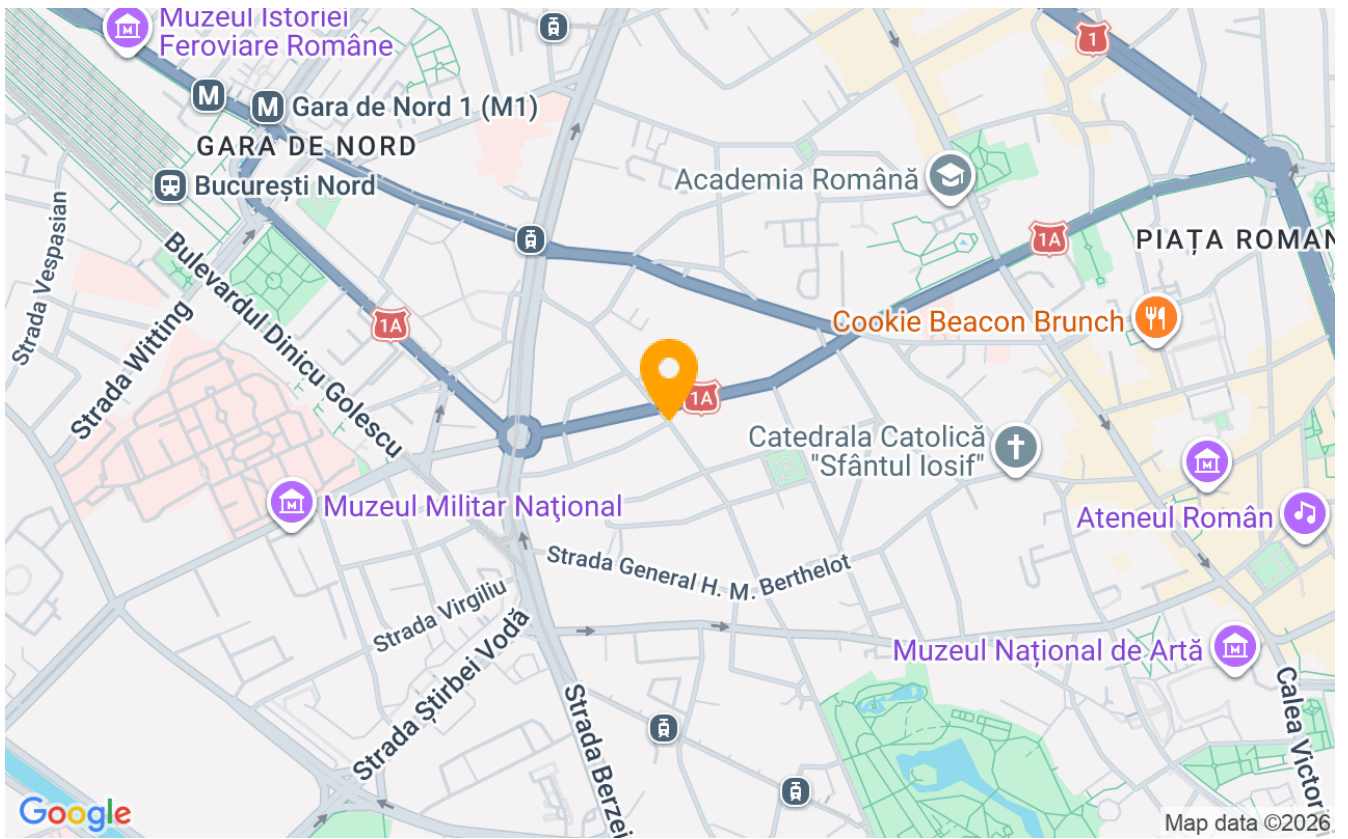 Muzeul Istoriei
Feroviare Române
1
M
M
Gara de Nord 1 (M1)
GARA DE NORD
București Nord
Academia Română
1A
PIAȚA ROMAN
Strada Vespasian
Bulevardul Dinicu Golescu
Strada Witting
1A
Cookie Beacon Brunch
1A
Catedrala Catolică
"Sfântul Iosif"
Muzeul Militar Naţional
Ateneul Român
Strada General H. M. Berthelot
Strada Virgiliu
Strada Știrbei Vodă
Muzeul Național de Artă
Strada Berzei
Calea Victori
Google
Map data ©2026